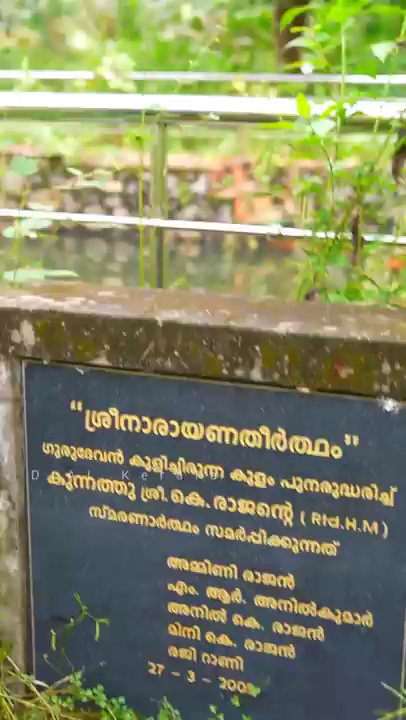 “ശ്രീനാരായണതീർത്ഥം”
ഗുരുദേവൻ കുളിച്ചിരുന്ന കുളം പുനരുദ്ധരിച്ച്
കുന്നത്തു ശ്രീ. കെ. രാജന്റെ ( Rtd.H.M )
സ്മരണാർത്ഥം സമർപ്പിക്കുന്നത്
അമ്മിണി രാജൻ
എം. ആർ. അനിൽകുമാർ
അനിൽ കെ. രാജൻ
മിനി കെ. രാജൻ
രജി റാണി
27 - 3 -